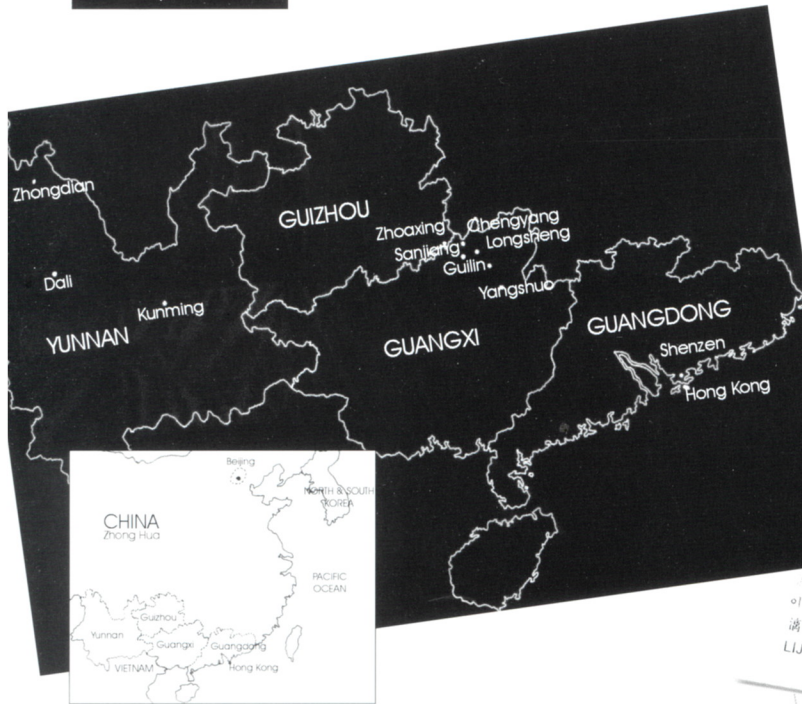 Zhongdian
GUIZHOU
Zhoaxing
Chengyang
Sanjiang
Longsheng
Guilin
Dali
Kunming
Yangshuo
YUNNAN
GUANGXI
GUANGDONG
Shenzen
Hong Kong
Beijing
NORTH & SOUTH
KOREA
CHINA
Zhong Hua
PACIFIC
OCEAN
Guizhou
Yunnan
Guangxi
Guangdong
VIETNAM
Hong Kong